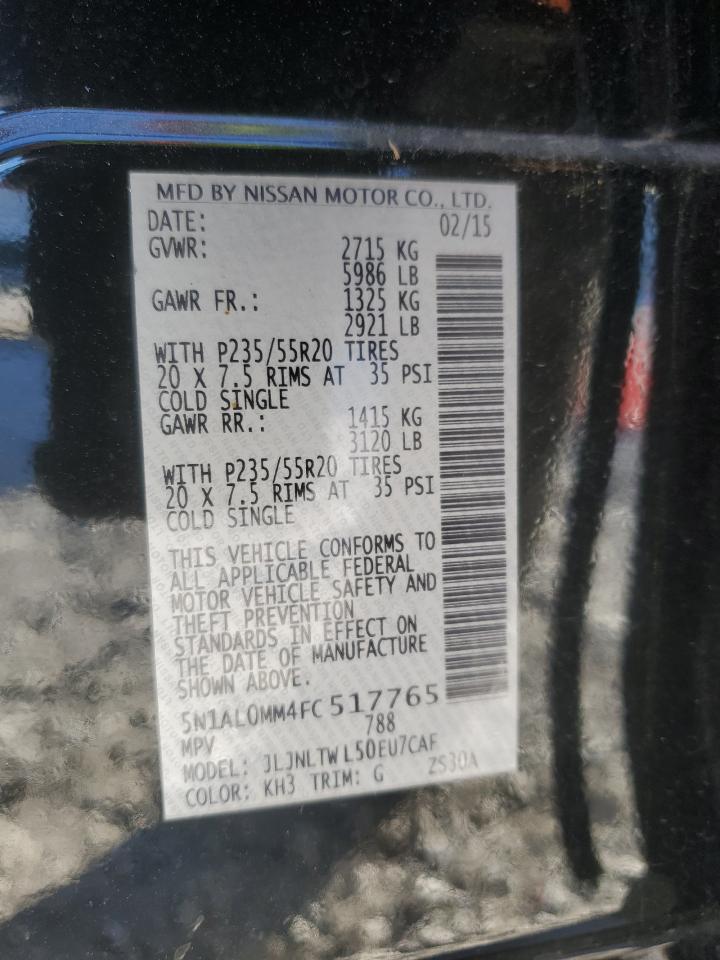 MFD BY NISSAN MOTOR CO., LTD.
DATE: 02/15
GVWR: 2715 KG
5986 LB
GAWR FR.: 1325 KG
2921 LB
WITH P235/55R20 TIRES
20 X 7.5 RIMS AT 35 PSI
COLD SINGLE
GAWR RR.: 1415 KG
3120 LB
WITH P235/55R20 TIRES
20 X 7.5 RIMS AT 35 PSI
COLD SINGLE
THIS VEHICLE CONFORMS TO
ALL APPLICABLE FEDERAL
MOTOR VEHICLE SAFETY AND
THEFT PREVENTION
STANDARDS IN EFFECT ON
THE DATE OF MANUFACTURE
SHOWN ABOVE.
5N1AL0MM4FC 517765
MPV 788
MODEL: JLJNLTW L50EU7CAF
COLOR: KH3 TRIM: G ZS30A